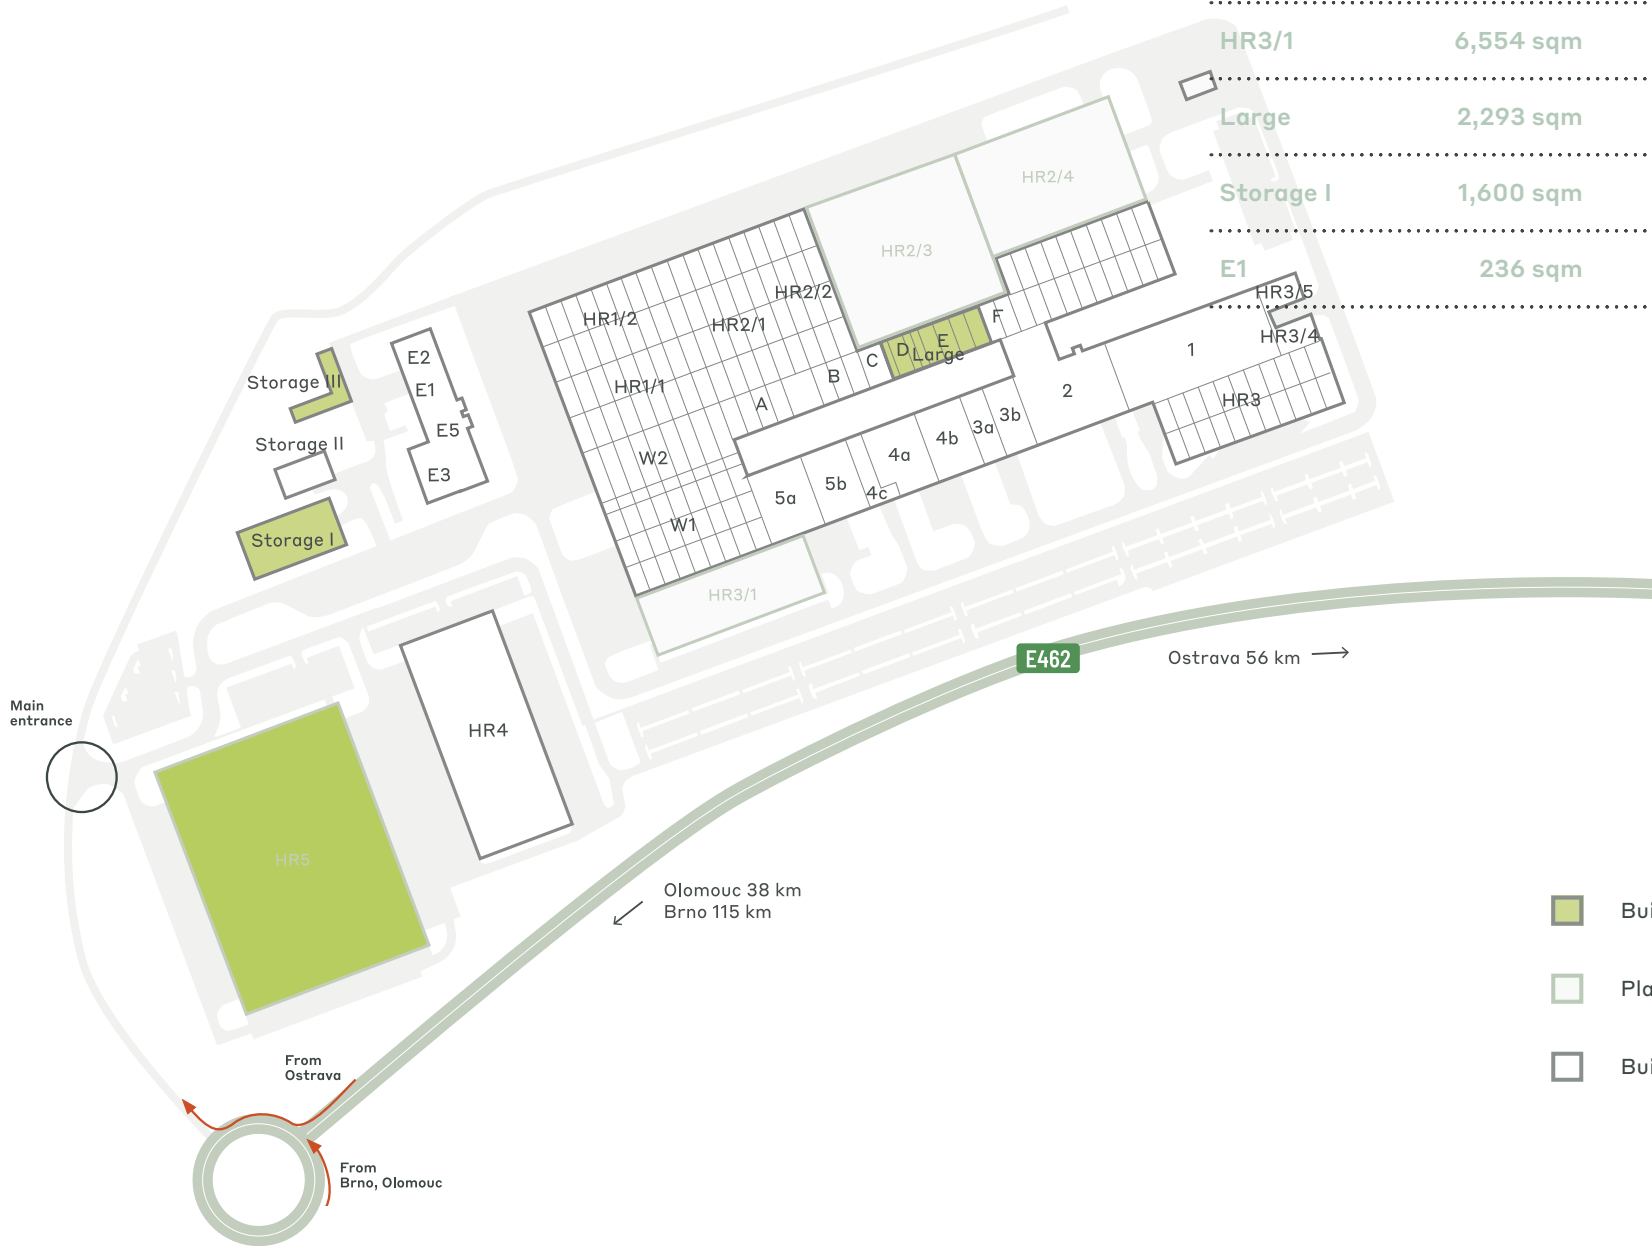 HR3/1 6,554 sqm
Large 2,293 sqm
Storage I 1,600 sqm
E1 236 sqm
HR2/4
HR2/3
HR2/2
HR1/2
HR2/1
HR3/5
HR3/4
F
E
D
Large
C
B
A
1
2
HR3
HR1/1
Storage III
E2
E1
E5
E3
Storage II
Storage I
W2
W1
3b
3a
4b
4a
4c
5b
5a
HR3/1
E462
Ostrava 56 km
Main
entrance
HR4
HR5
Olomouc 38 km
Brno 115 km
Bui
Pla
Bui
From
Ostrava
From
Brno, Olomouc